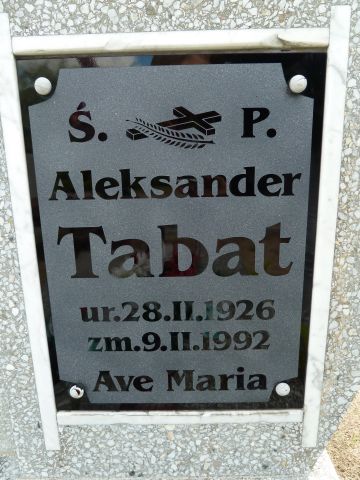 Ś. P.
Aleksander
Tabat
ur.28.II.1926
zm.9.II.1992
Ave Maria